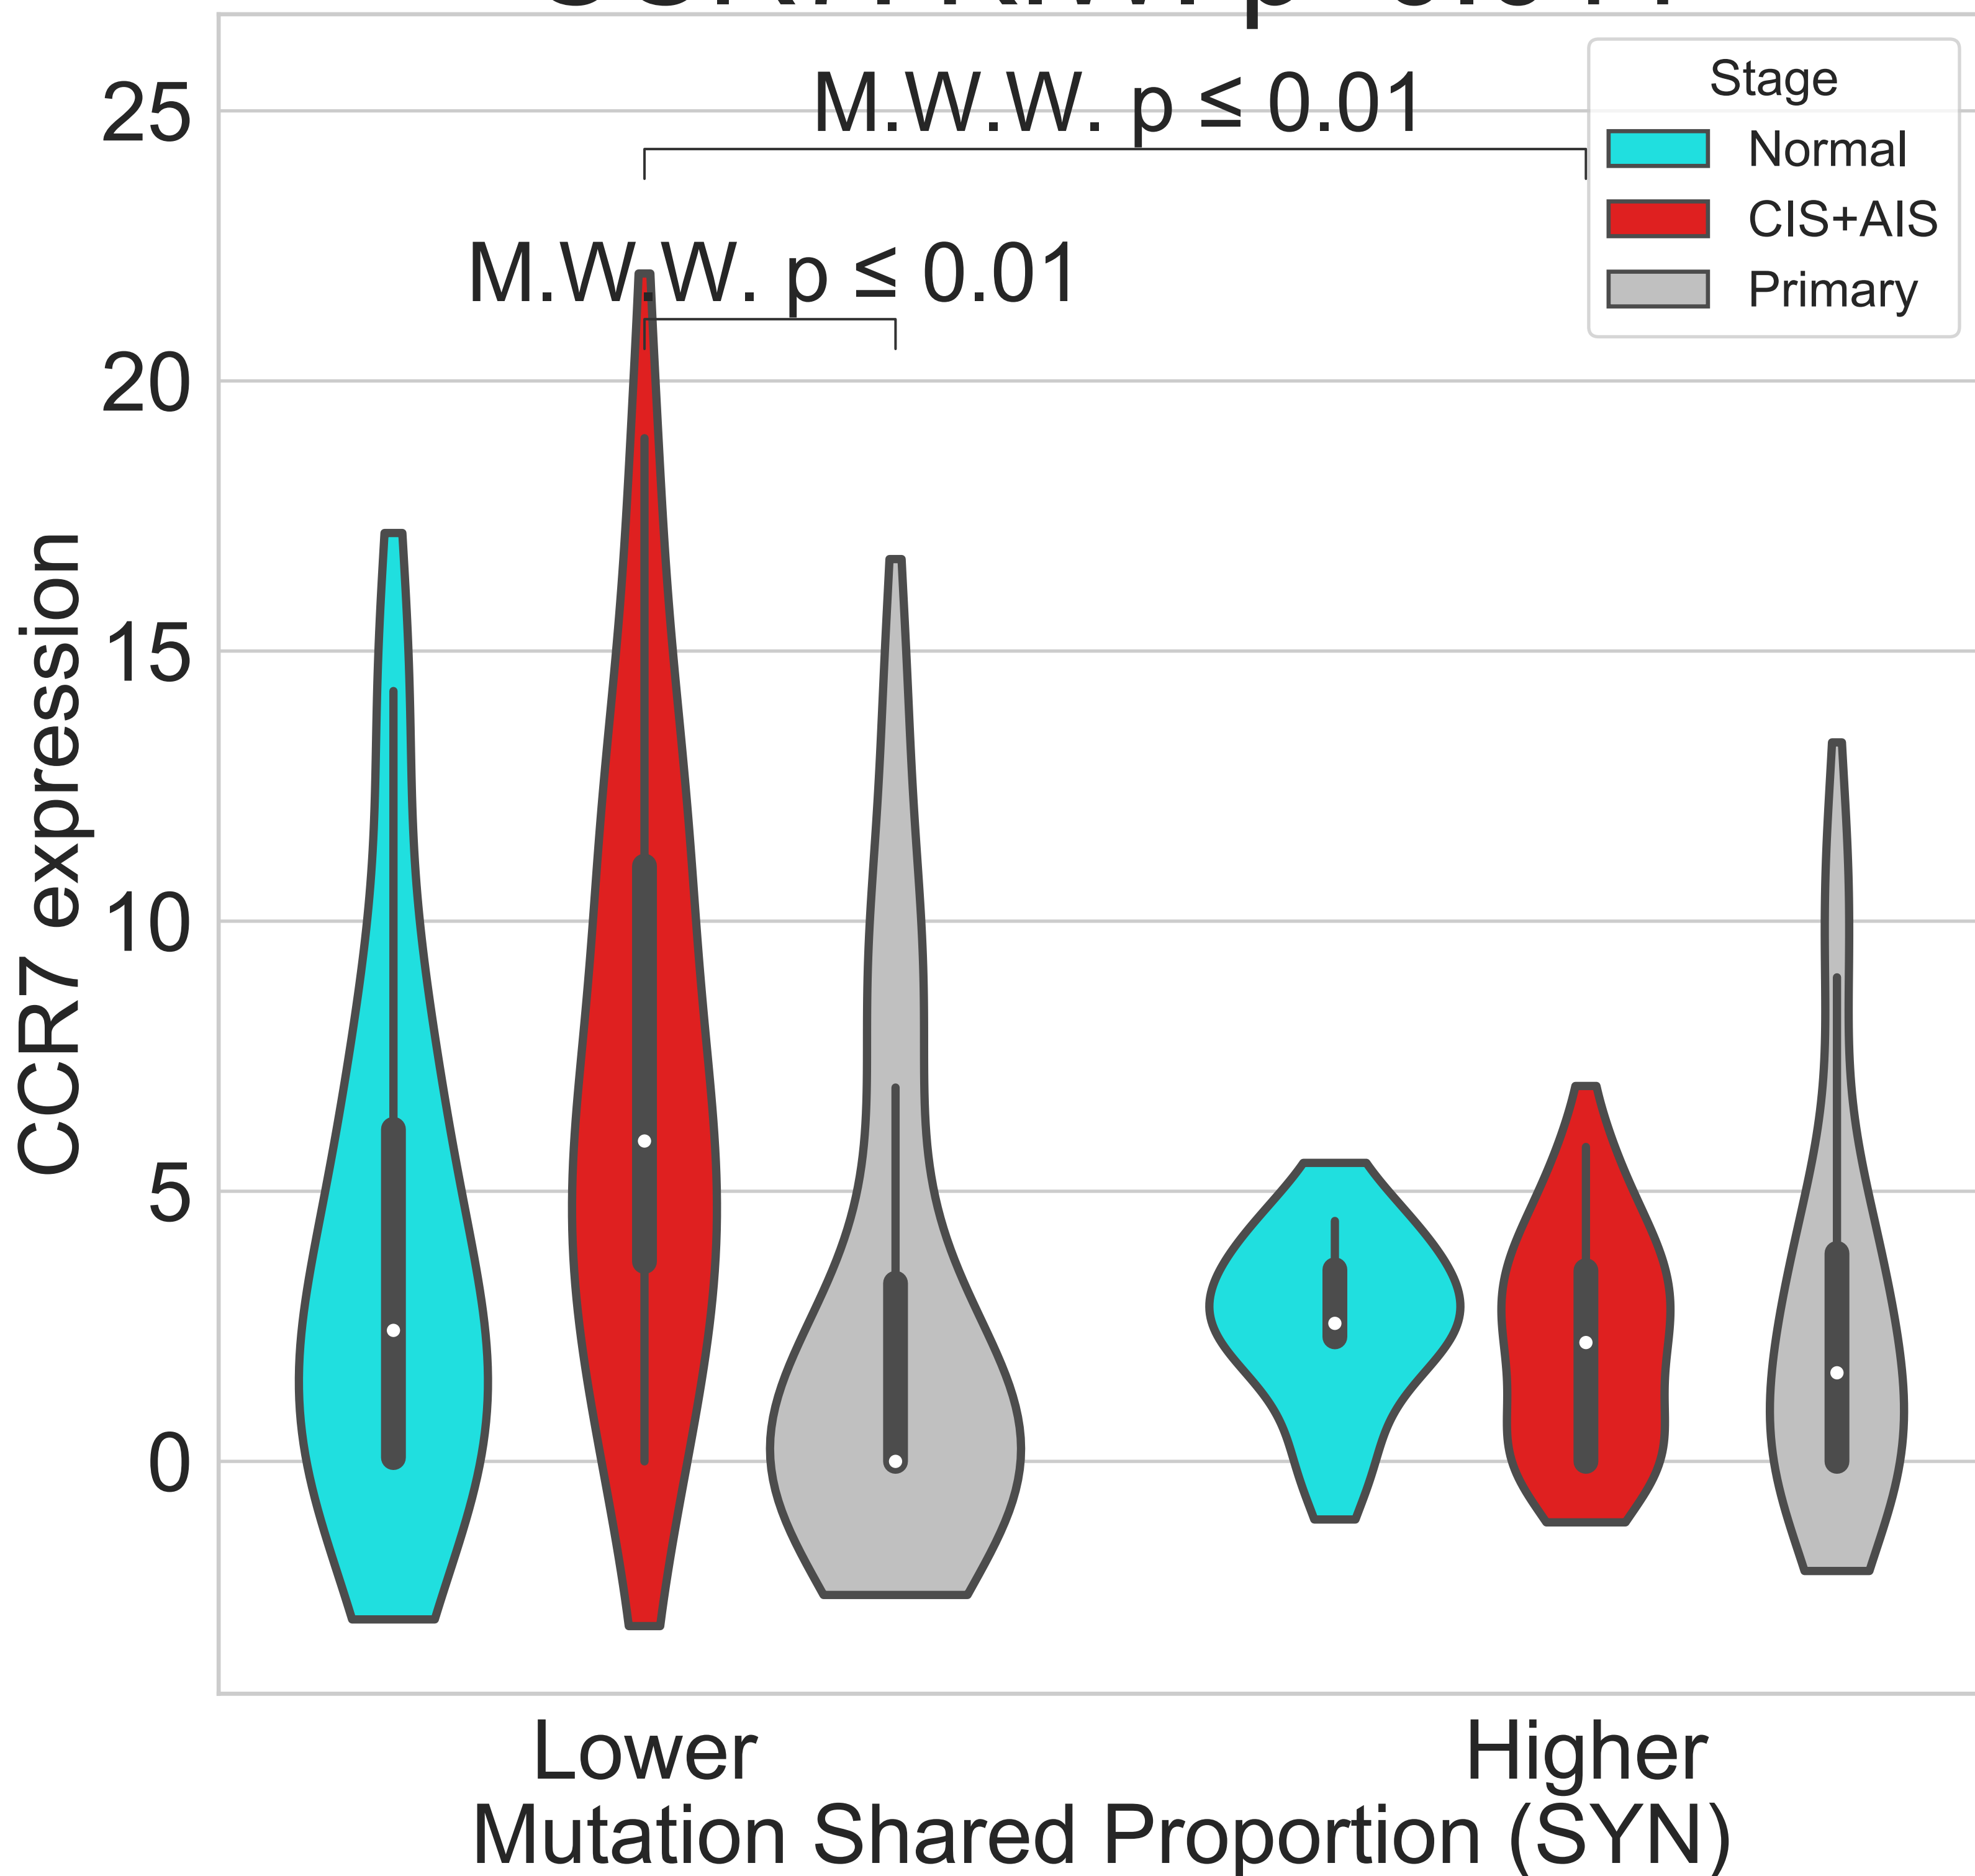 M.W.W. p ≤ 0.01
M.W.W. p ≤ 0.01
Stage
Normal
CIS+AIS
Primary
25
20
15
10
5
0
CCR7 expression
Lower
Higher
Mutation Shared Proportion (SYN)